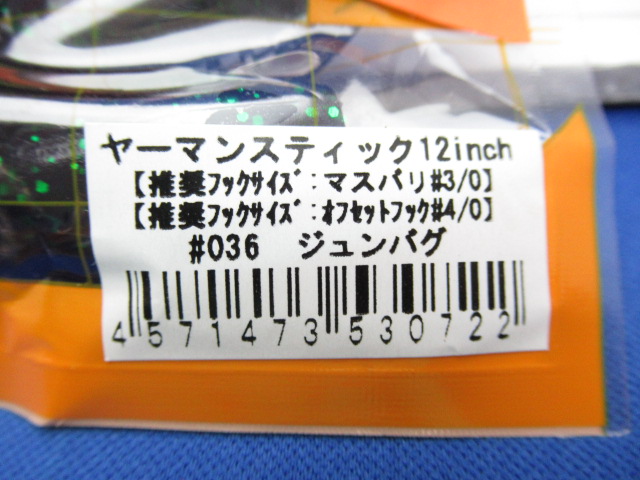 ヤーマンスティック12inch
【推奨ﾌｯｸｻｲｽﾞ:マスバリ#3/0】
【推奨ﾌｯｸｻｲｽﾞ:ｵﾌｾｯﾄﾌｯｸ#4/0】
#036 ジュンバグ
4571473530722